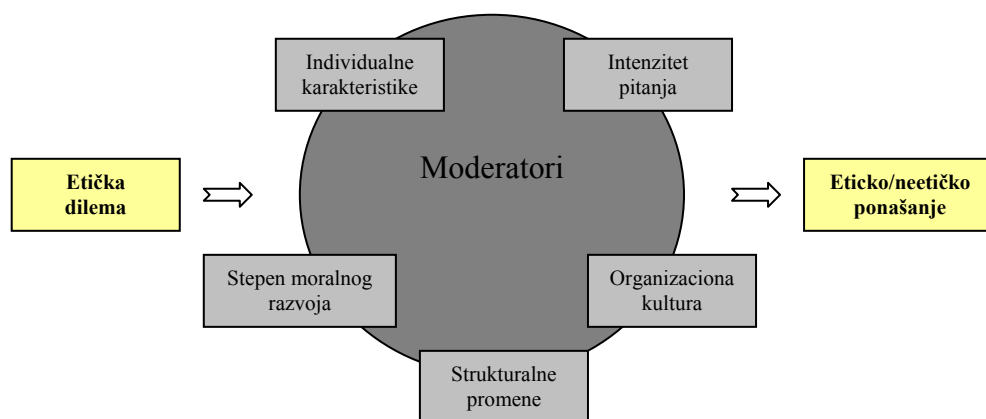 Individualne
karakteristike
Intenzitet
pitanja
Moderatori
Etička
dilema
Eticko/neetičko
ponašanje
Stepen moralnog
razvoja
Organizaciona
kultura
Strukturalne
promene